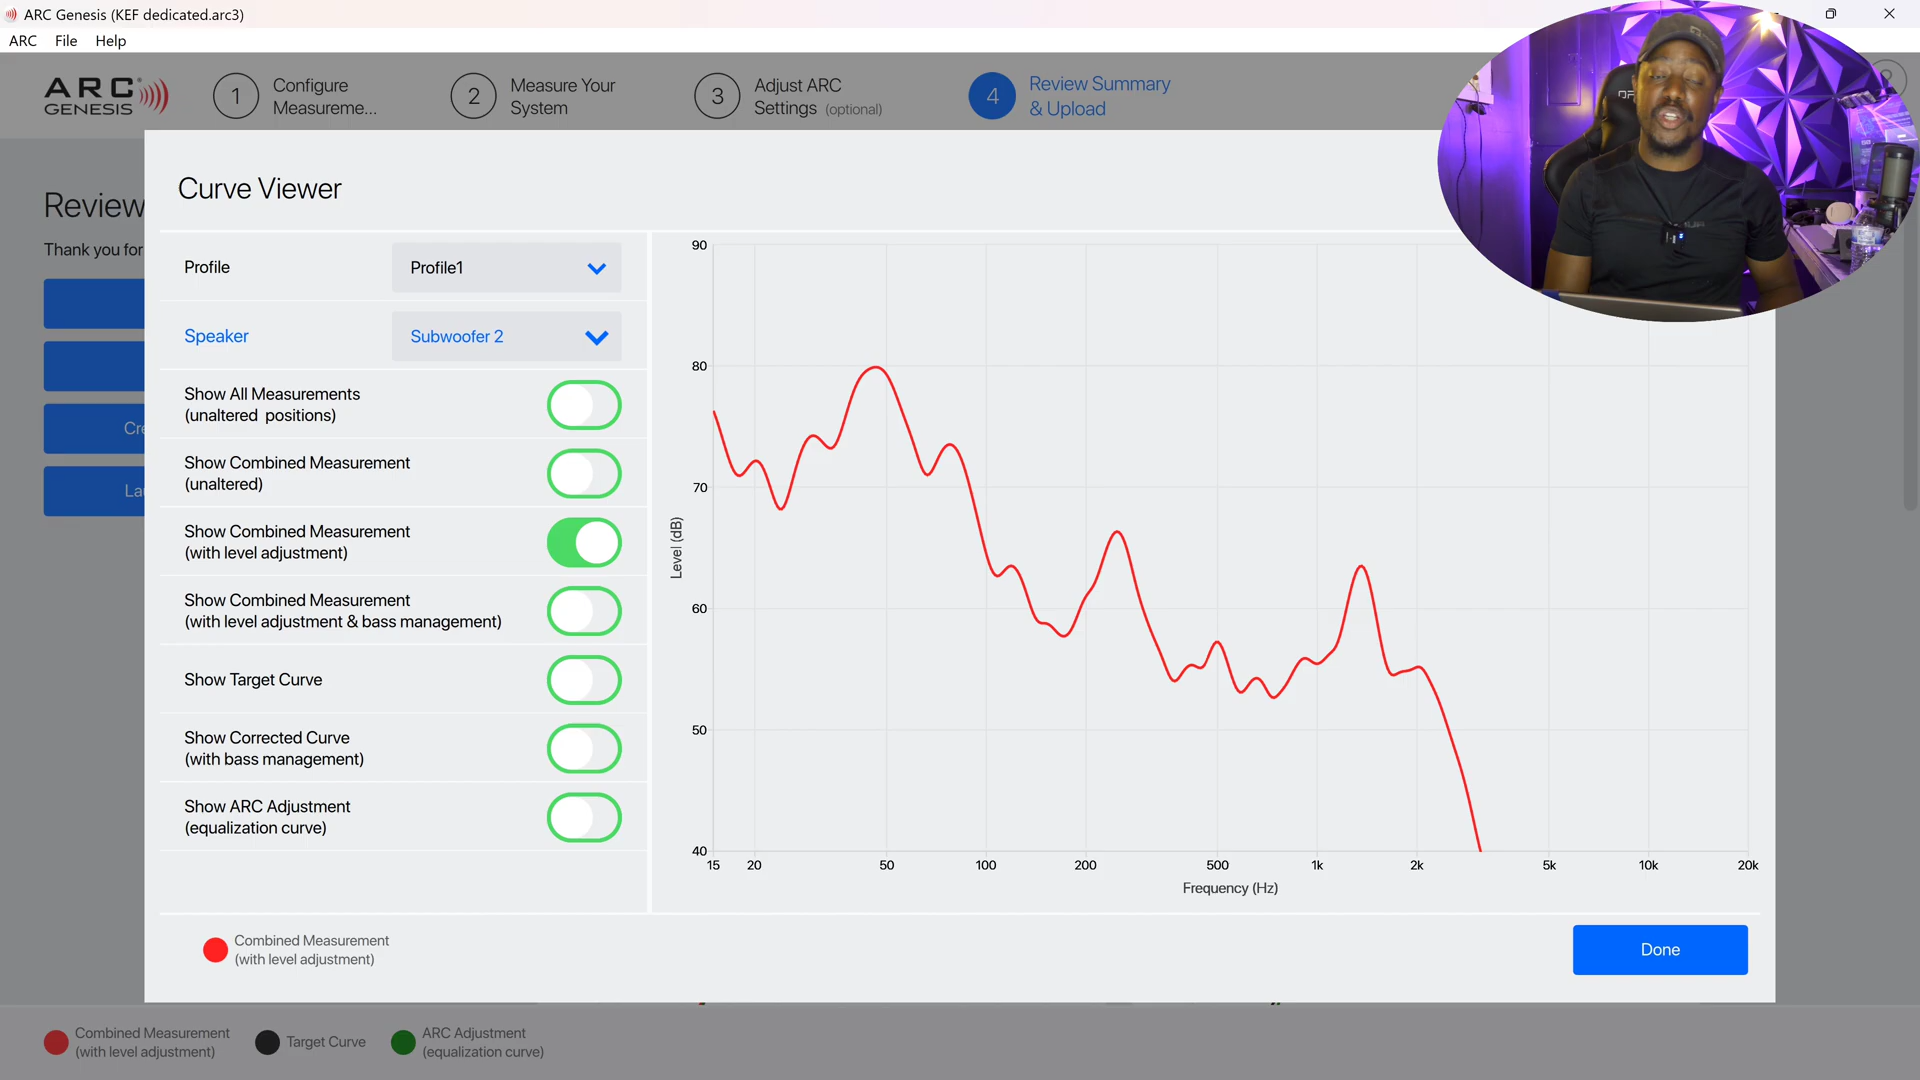 ARC Genesis (KEF dedicated.arc3)
ARC File Help
ARC
GENESIS
1 Configure
Measureme...
2 Measure Your
System
3 Adjust ARC
Settings (optional)
4 Review Summary
& Upload
Review
Thank you for
Cre
Lau
Curve Viewer
Profile Profile1
Speaker Subwoofer 2
Show All Measurements
(unaltered positions)
Show Combined Measurement
(unaltered)
Show Combined Measurement
(with level adjustment)
Show Combined Measurement
(with level adjustment & bass management)
Show Target Curve
Show Corrected Curve
(with bass management)
Show ARC Adjustment
(equalization curve)
90
80
70
60
50
40
Level (dB)
15 20 50 100 200 500 1k 2k 5k 10k 20k
Frequency (Hz)
Combined Measurement
(with level adjustment)
Done
Combined Measurement
(with level adjustment)
Target Curve
ARC Adjustment
(equalization curve)